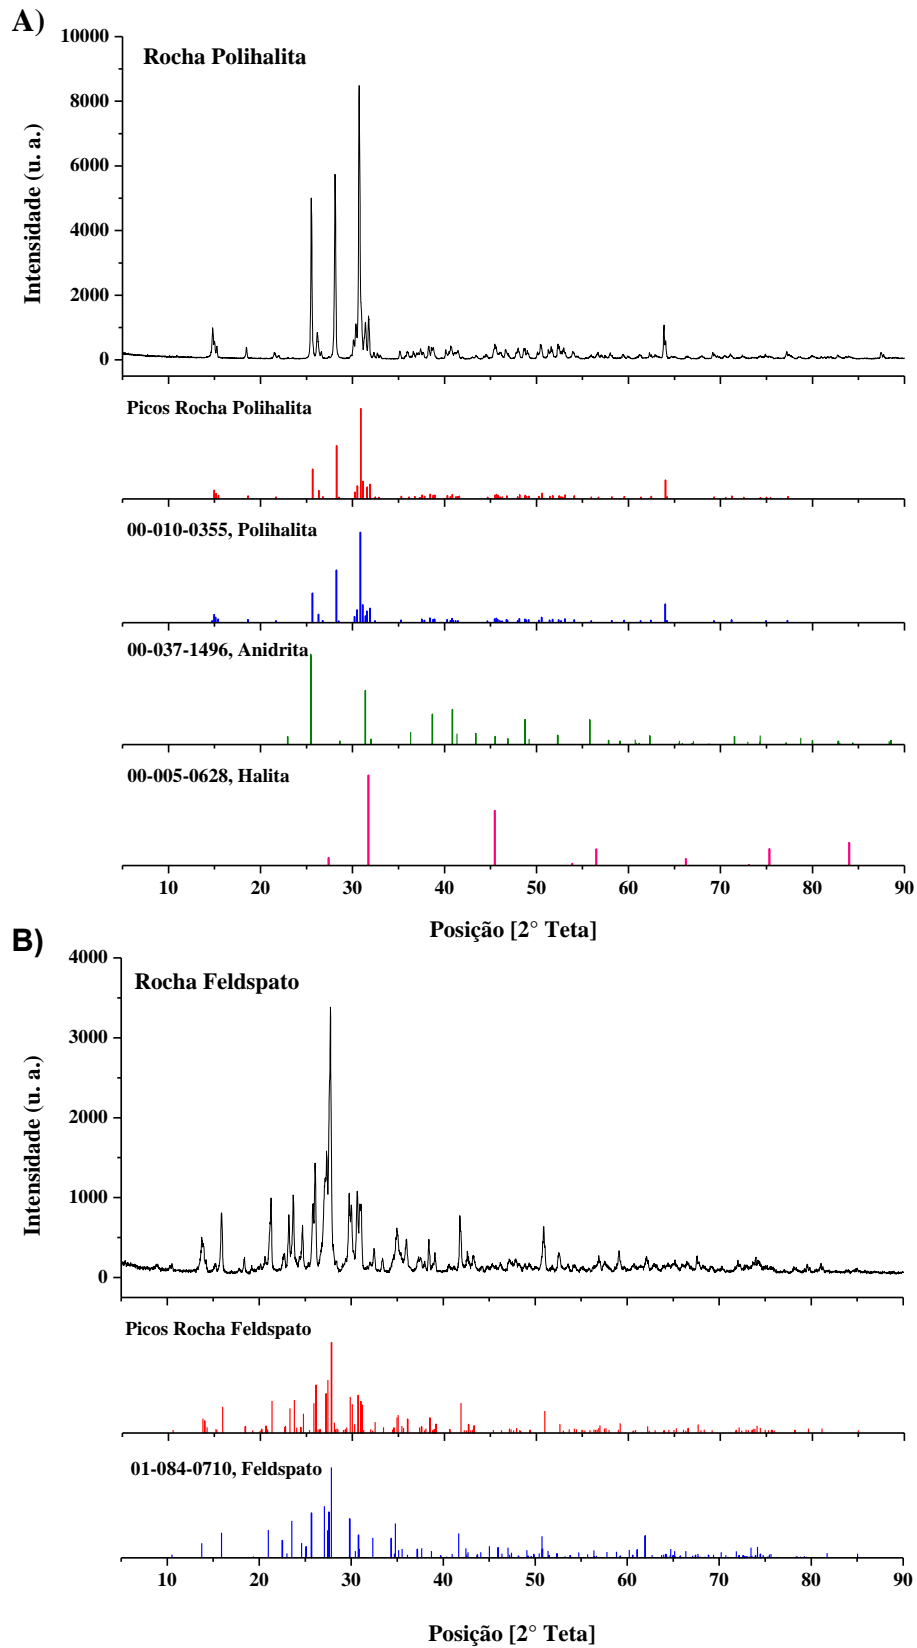 A)
Rocha Polihalita
Intensidade (u. a.)
10000
8000
6000
4000
2000
0
Picos Rocha Polihalita
00-010-0355, Polihalita
00-037-1496, Anidrita
00-005-0628, Halita
10 20 30 40 50 60 70 80 90
Posição [2° Teta]
B)
Rocha Feldspato
Intensidade (u. a.)
4000
3000
2000
1000
0
Picos Rocha Feldspato
01-084-0710, Feldspato
10 20 30 40 50 60 70 80 90
Posição [2° Teta]